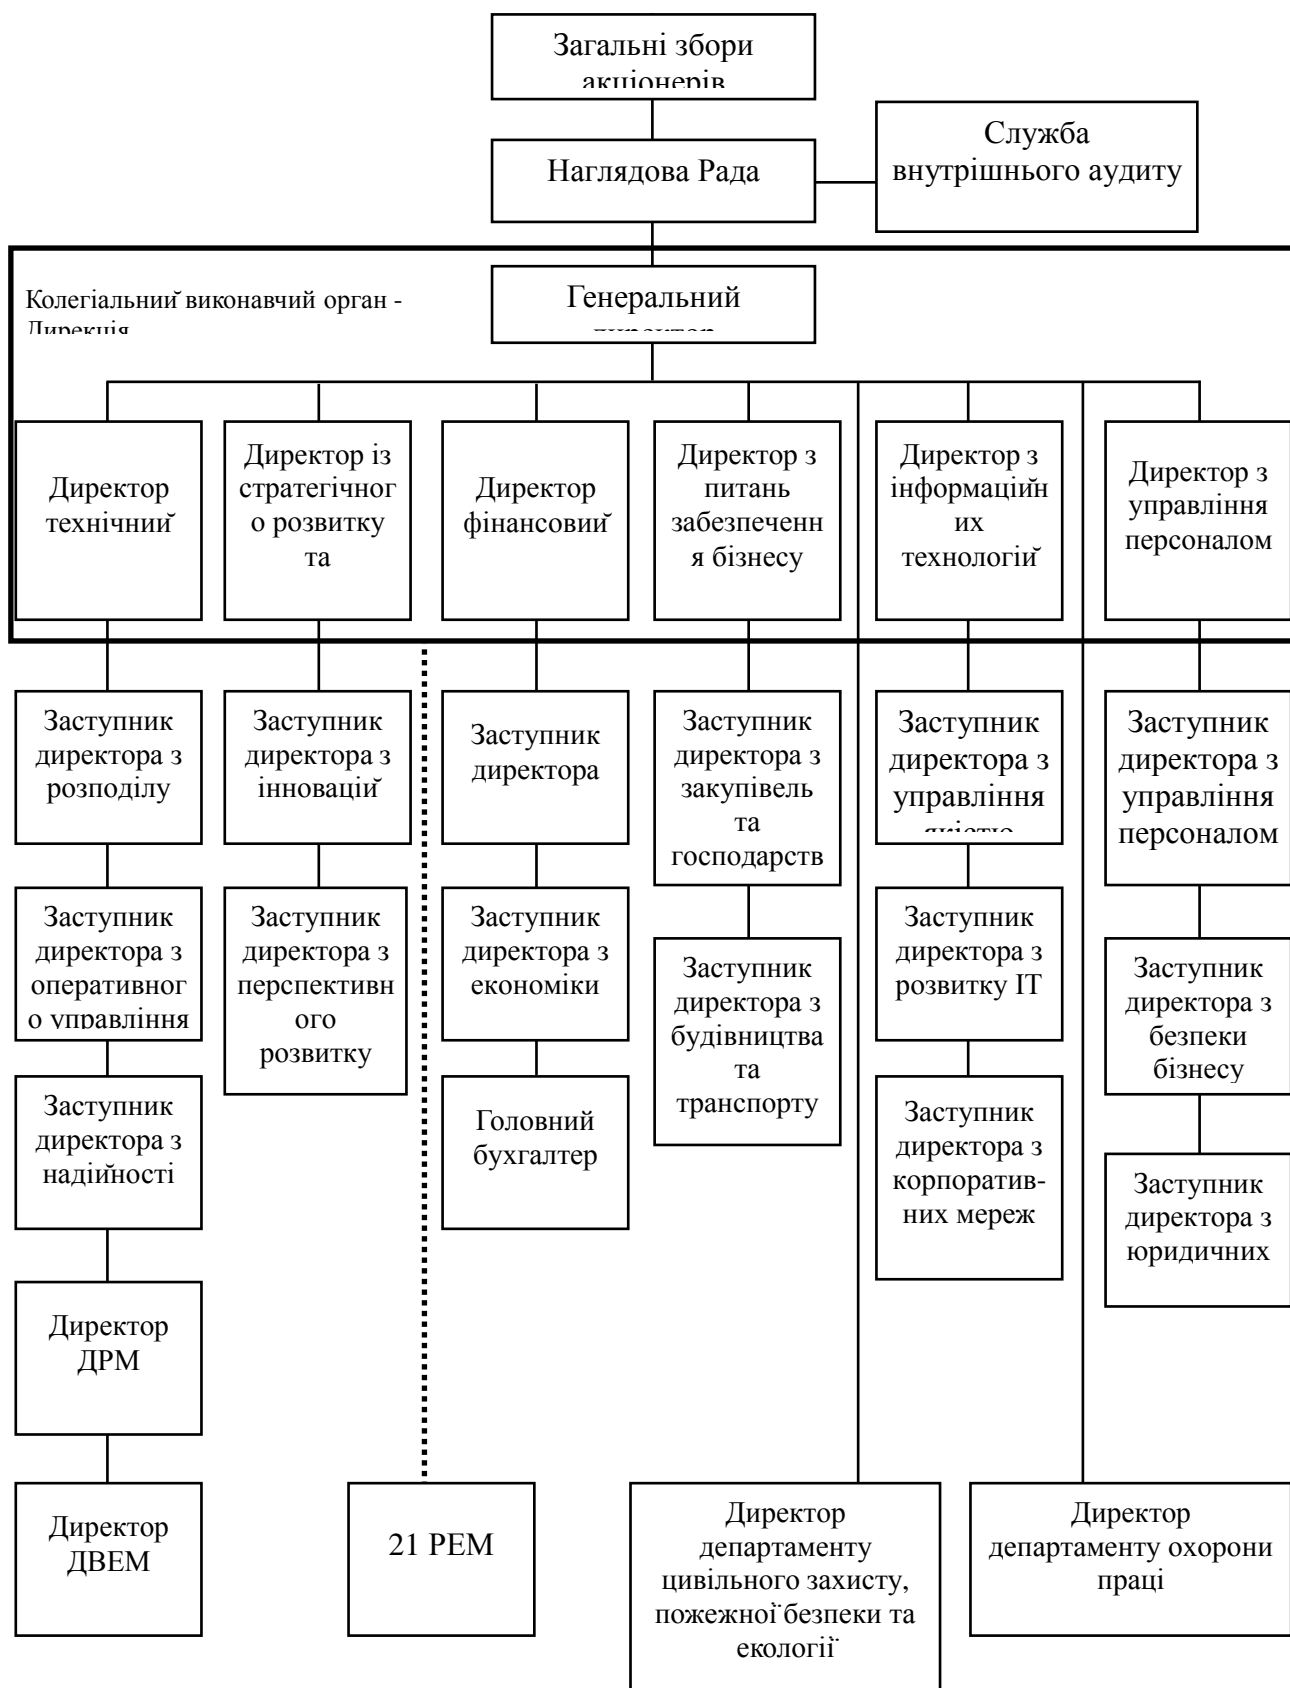 Загальні збори
акціонерів
Служба
внутрішнього аудиту
Наглядова Рада
Колегіальний виконавчий орган -
Дирекція
Генеральний
Директор
технічний
Директор із
стратегічног
о розвитку
та
Директор
фінансовий
Директор з
питань
забезпеченн
я бізнесу
Директор з
інформаційн
их
технологій
Директор з
управління
персоналом
Заступник
директора з
розподілу
Заступник
директора з
інновацій
Заступник
директора
Заступник
директора з
закупівель
та
господарств
Заступник
директора з
управління
Заступник
директора з
управління
персоналом
Заступник
директора з
оперативног
о управління
Заступник
директора з
перспективн
ого
розвитку
Заступник
директора з
економіки
Заступник
директора з
будівництва
та
транспорту
Заступник
директора з
розвитку ІТ
Заступник
директора з
безпеки
бізнесу
Заступник
директора з
надійності
Головний
бухгалтер
Заступник
директора з
корпоратив-
них мереж
Заступник
директора з
юридичних
Директор
ДРМ
Директор
ДВЕМ
21 РЕМ
Директор
департаменту
цивільного захисту,
пожежної безпеки та
екології
Директор
департаменту охорони
праці